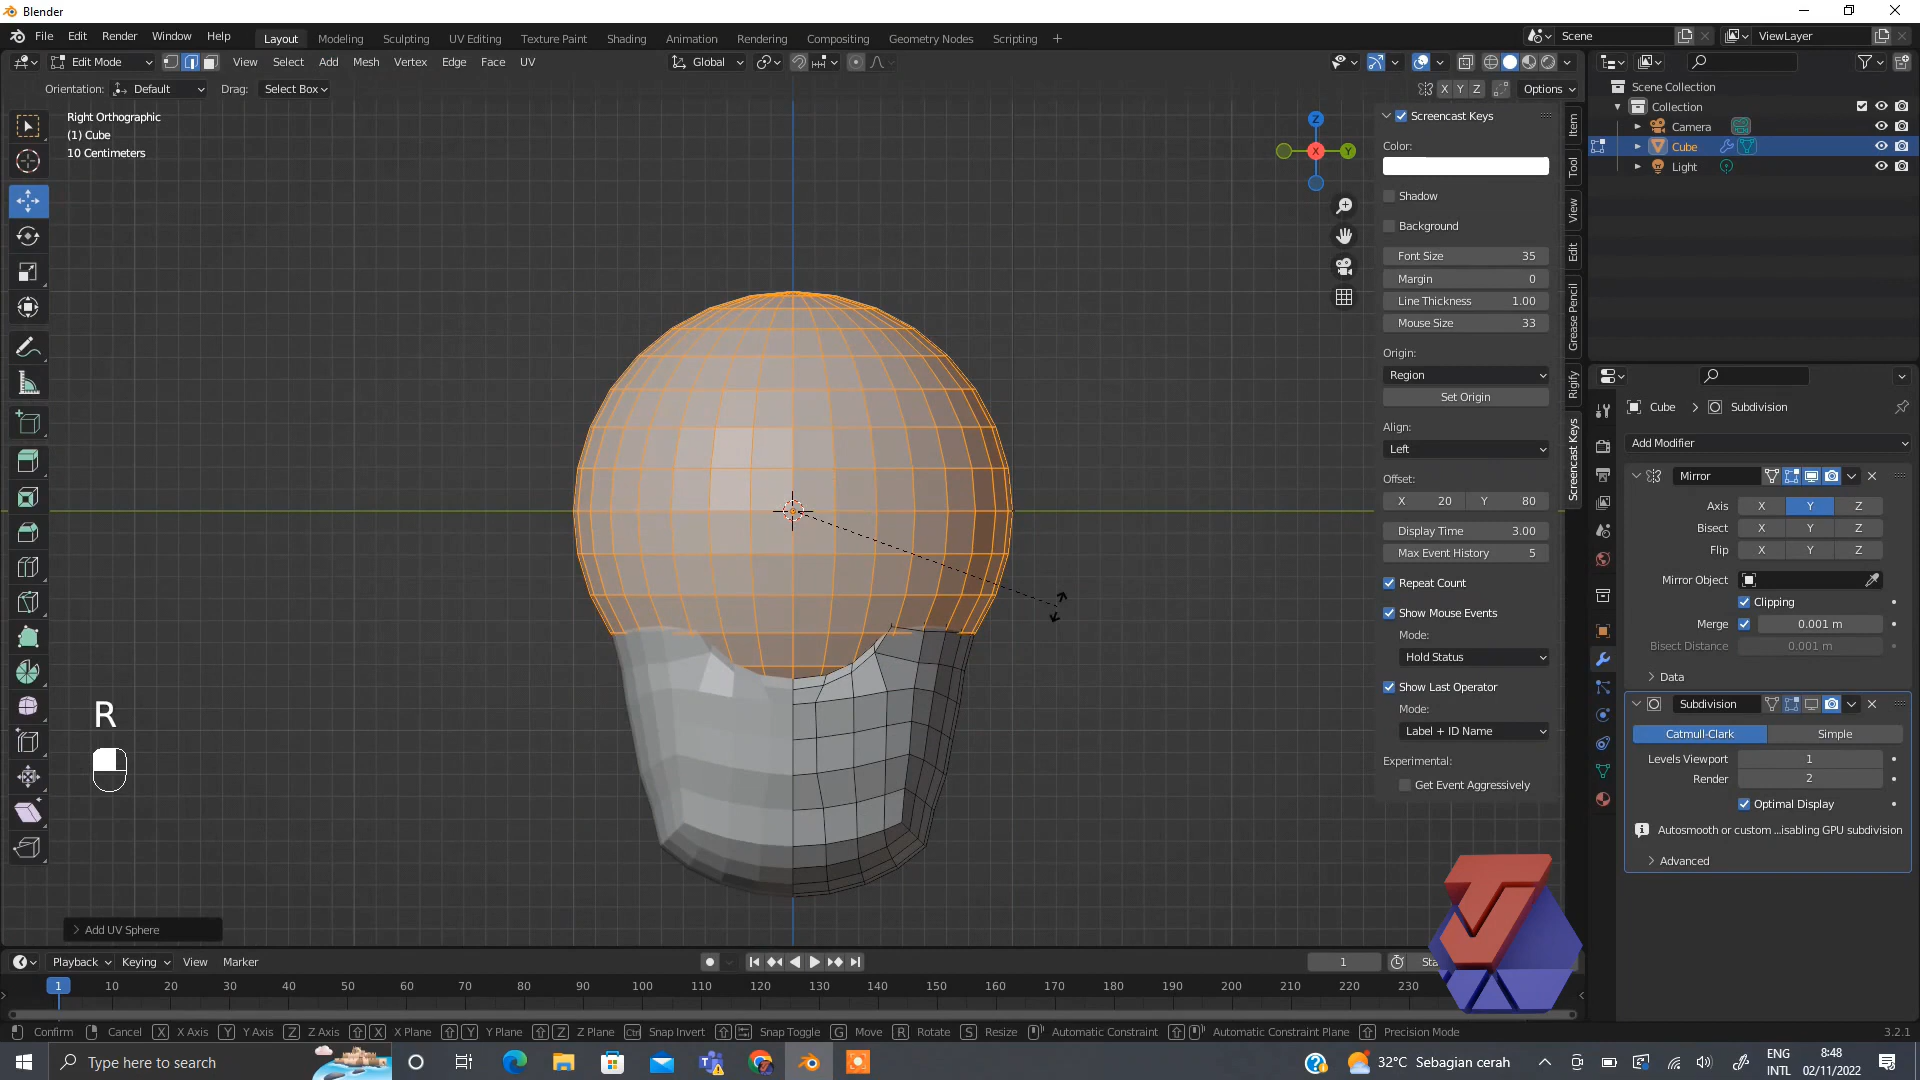 Blender
File Edit Render Window Help
Layout Modeling Sculpting UV Editing Texture Paint Shading Animation Rendering Compositing Geometry Nodes Scripting +
Scene ViewLayer
Edit Mode View Select Add Mesh Vertex Edge Face UV Global
Orientation: Default Drag: Select Box X Y Z Options
Right Orthographic
(1) Cube
10 Centimeters
Z
X Y
Screencast Keys
Color:
Shadow
Background
Font Size 35
Margin 0
Line Thickness 1.00
Mouse Size 33
Origin:
Region
Set Origin
Align:
Left
Offset:
X 20 Y 80
Display Time 3.00
Max Event History 5
Repeat Count
Show Mouse Events
Mode:
Hold Status
Show Last Operator
Mode:
Label + ID Name
Experimental:
Get Event Aggressively
Item
Tool
View
Edit
Grease Pencil
Rigify
Screencast Keys
Scene Collection
Collection
Camera
Cube
Light
Cube Subdivision
Add Modifier
Mirror
Axis X Y Z
Bisect X Y Z
Flip X Y Z
Mirror Object
Clipping
Merge 0.001 m
Bisect Distance 0.001 m
Data
Subdivision
Catmull-Clark Simple
Levels Viewport 1
Render 2
Optimal Display
Autosmooth or custom ...isabling GPU subdivision
Advanced
R
Add UV Sphere
Playback Keying View Marker
1 Sta
1 10 20 30 40 50 60 70 80 90 100 110 120 130 140 150 160 170 180 190 200 210 220 230
Confirm Cancel X X Axis Y Y Axis Z Z Axis X X Plane Y Y Plane Z Z Plane Ctrl Snap Invert Snap Toggle G Move R Rotate S Resize Automatic Constraint Automatic Constraint Plane Precision Mode
3.2.1
Type here to search
32°C Sebagian cerah
ENG
INTL
8:48
02/11/2022